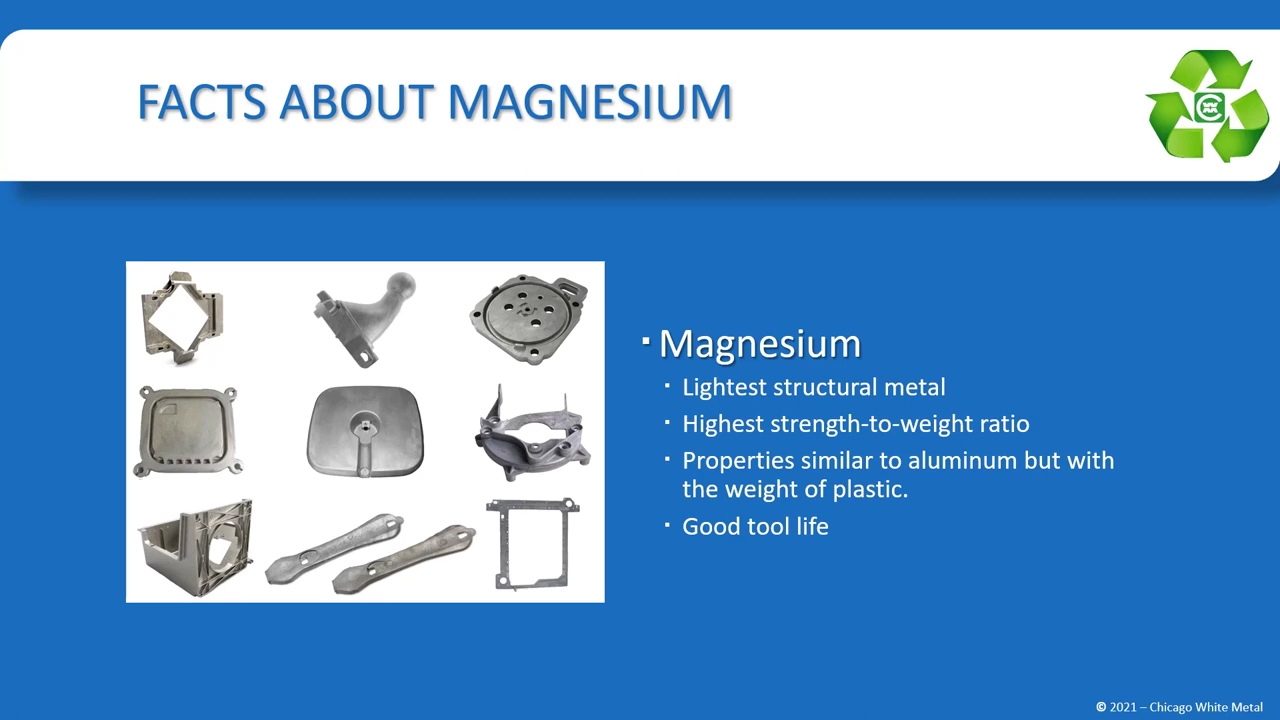 FACTS ABOUT MAGNESIUM
▪ Magnesium
▪ Lightest structural metal
▪ Highest strength-to-weight ratio
▪ Properties similar to aluminum but with
the weight of plastic.
▪ Good tool life
© 2021 – Chicago White Metal